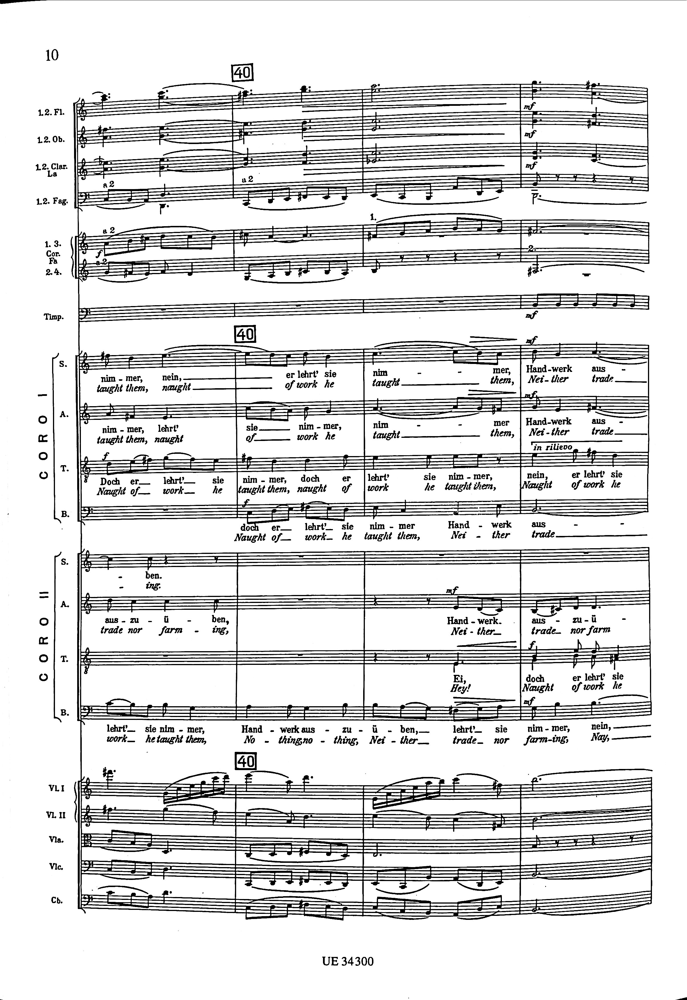 10
40
1.2. Fl.
mf
1.2. Ob.
mf
1.2. Clar.
La
mf
a 2
a 2
1.2. Fag.
1. 3.
Cor.
Fa
2. 4.
a 2
f
1.
a 2
2.
Timp.
mf
40
CORO I
S.
mf
nim - mer, nein, er lehrt' sie nim - - mer, Hand - werk aus -
taught them, naught of work he taught them, Nei - ther trade
A.
mf
nim - mer, lehrt' sie nim - mer, nim - - mer Hand-werk aus -
taught them, naught of work he taught them, Nei - ther trade
T.
f
in rilievo
Doch er lehrt' sie nim - mer, doch er lehrt' sie nim - mer, nein, er lehrt' sie
Naught of work he taught them, naught of work he taught them, Naught of work he
B.
f
doch er lehrt' sie nim - mer Hand - werk aus - -
Naught of work he taught them, Nei - ther trade
CORO II
S.
- ben.
- ing.
A.
mf
aus - zu - ü - ben, Hand - werk aus - zu - ü -
trade nor farm - ing, Nei - ther trade nor farm
T.
f
Ei, doch er lehrt' sie
Hey! Naught of work he
B.
mf
lehrt' sie nim - mer, Hand - werk aus - zu - ü - ben, lehrt' sie nim - mer, nein,
work he taught them, No - thing, no - thing, Nei - ther trade nor farm-ing, Nay,
40
Vl. I
Vl. II
Vla.
Vlc.
Cb.
UE 34300